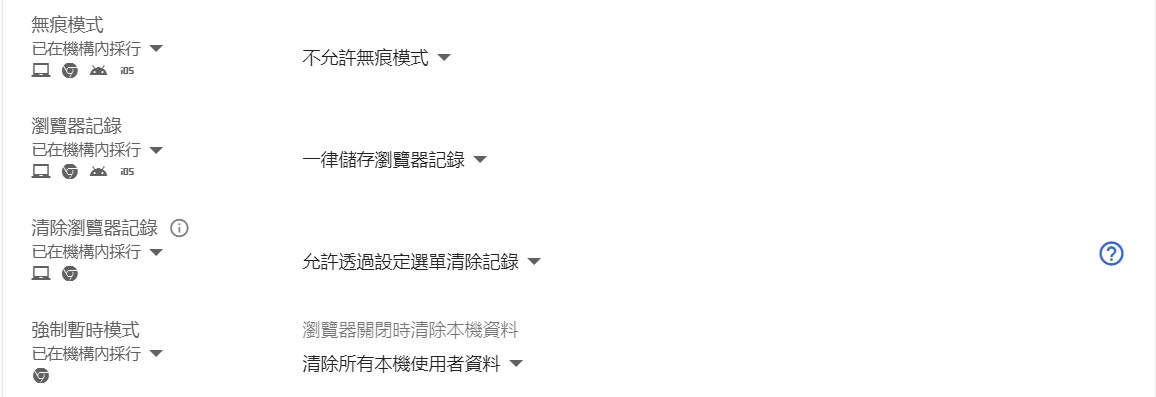 無痕模式
已在機構內採行
不允許無痕模式
iOS
瀏覽器記錄
已在機構內採行
一律儲存瀏覽器記錄
iOS
清除瀏覽器記錄
已在機構內採行
允許透過設定選單清除記錄
強制暫時模式
瀏覽器關閉時清除本機資料
已在機構內採行
清除所有本機使用者資料